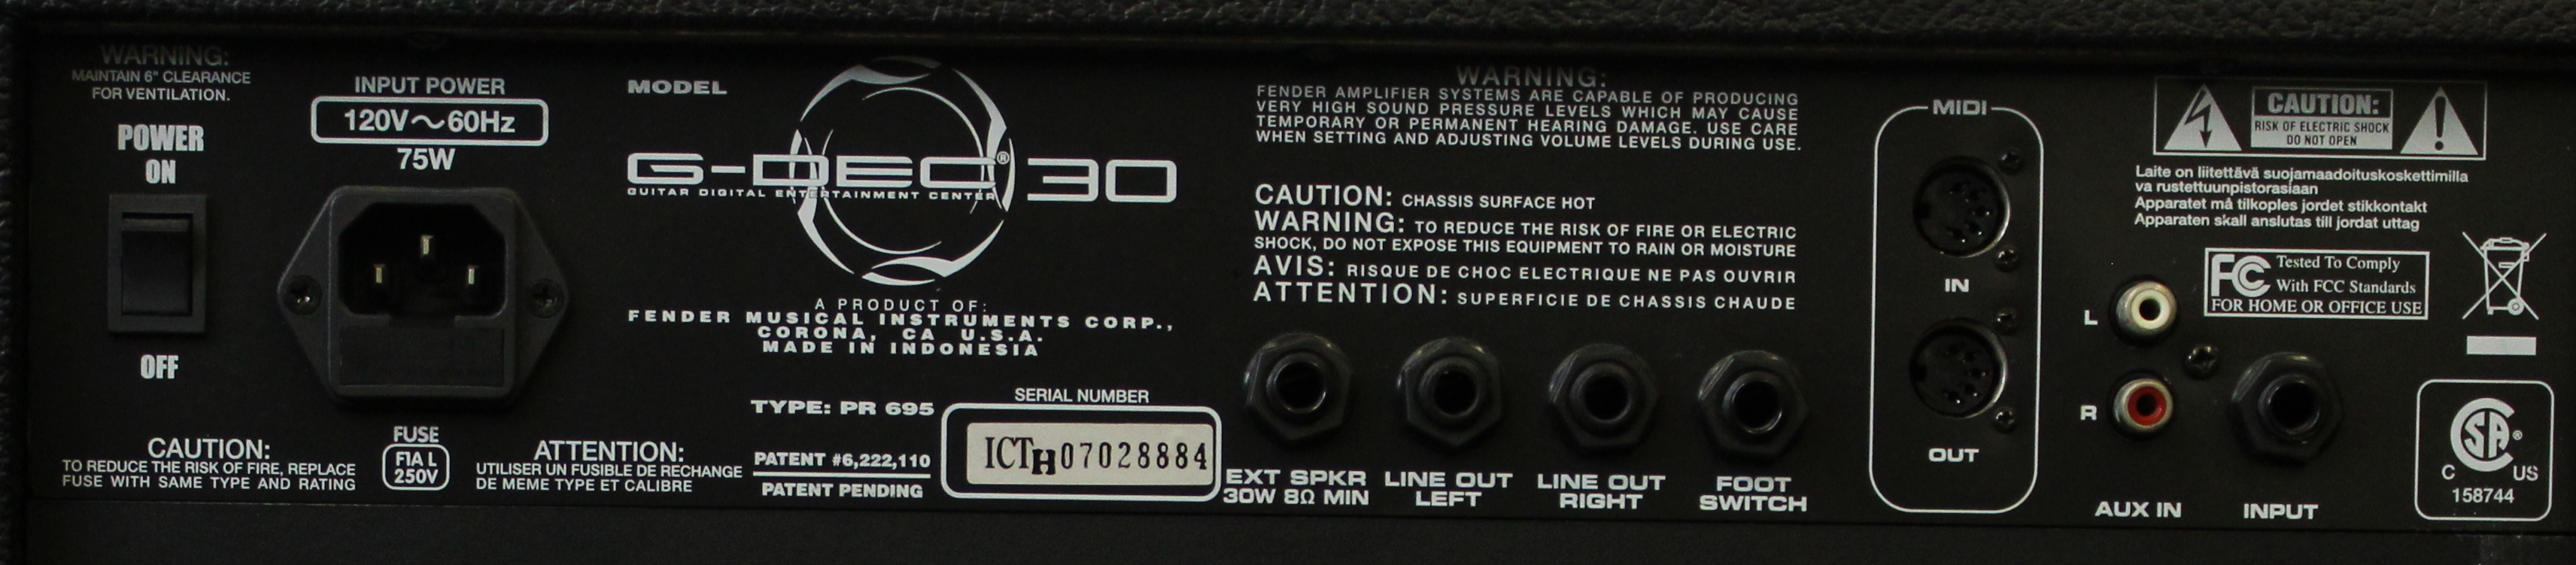 WARNING:
MAINTAIN 6" CLEARANCE
FOR VENTILATION.
POWER
ON
OFF
CAUTION:
TO REDUCE THE RISK OF FIRE, REPLACE
FUSE WITH SAME TYPE AND RATING
INPUT POWER
120V～60Hz
75W
FUSE
F1A L
250V
ATTENTION:
UTILISER UN FUSIBLE DE RECHANGE
DE MEME TYPE ET CALIBRE
MODEL
G-DEC® 30
GUITAR DIGITAL ENTERTAINMENT CENTER
A PRODUCT OF:
FENDER MUSICAL INSTRUMENTS CORP.,
CORONA, CA U.S.A.
MADE IN INDONESIA
TYPE: PR 695
PATENT #6,222,110
PATENT PENDING
SERIAL NUMBER
ICTH07028884
WARNING:
FENDER AMPLIFIER SYSTEMS ARE CAPABLE OF PRODUCING
VERY HIGH SOUND PRESSURE LEVELS WHICH MAY CAUSE
TEMPORARY OR PERMANENT HEARING DAMAGE. USE CARE
WHEN SETTING AND ADJUSTING VOLUME LEVELS DURING USE.
CAUTION: CHASSIS SURFACE HOT
WARNING: TO REDUCE THE RISK OF FIRE OR ELECTRIC
SHOCK, DO NOT EXPOSE THIS EQUIPMENT TO RAIN OR MOISTURE
AVIS: RISQUE DE CHOC ELECTRIQUE NE PAS OUVRIR
ATTENTION: SUPERFICIE DE CHASSIS CHAUDE
EXT SPKR
30W 8Ω MIN
LINE OUT
LEFT
LINE OUT
RIGHT
FOOT
SWITCH
MIDI
IN
OUT
CAUTION:
RISK OF ELECTRIC SHOCK
DO NOT OPEN
Laite on liitettävä suojamaadoituskoskettimilla
va rustettuunpistorasiaan
Apparatet må tilkoples jordet stikkontakt
Apparaten skall anslutas till jordat uttag
FC Tested To Comply
With FCC Standards
FOR HOME OR OFFICE USE
L
R
AUX IN
INPUT
SA®
C US
158744